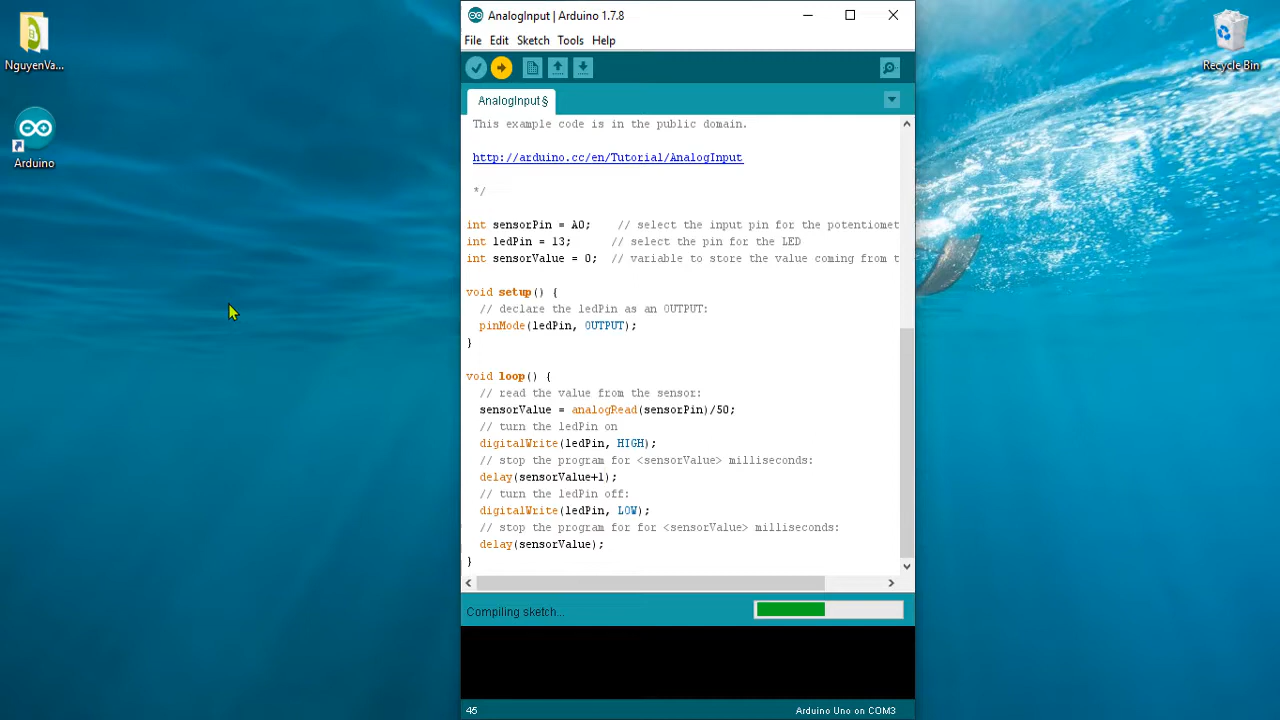 NguyenVa...
Arduino
Recycle Bin
AnalogInput | Arduino 1.7.8
File Edit Sketch Tools Help
AnalogInput§
This example code is in the public domain.
http://arduino.cc/en/Tutorial/AnalogInput
*/
int sensorPin = A0;    // select the input pin for the potentiomet
int ledPin = 13;      // select the pin for the LED
int sensorValue = 0;  // variable to store the value coming from t
void setup() {
  // declare the ledPin as an OUTPUT:
  pinMode(ledPin, OUTPUT);
}
void loop() {
  // read the value from the sensor:
  sensorValue = analogRead(sensorPin)/50;
  // turn the ledPin on
  digitalWrite(ledPin, HIGH);
  // stop the program for <sensorValue> milliseconds:
  delay(sensorValue+1);
  // turn the ledPin off:
  digitalWrite(ledPin, LOW);
  // stop the program for for <sensorValue> milliseconds:
  delay(sensorValue);
}
Compiling sketch...
45
Arduino Uno on COM3